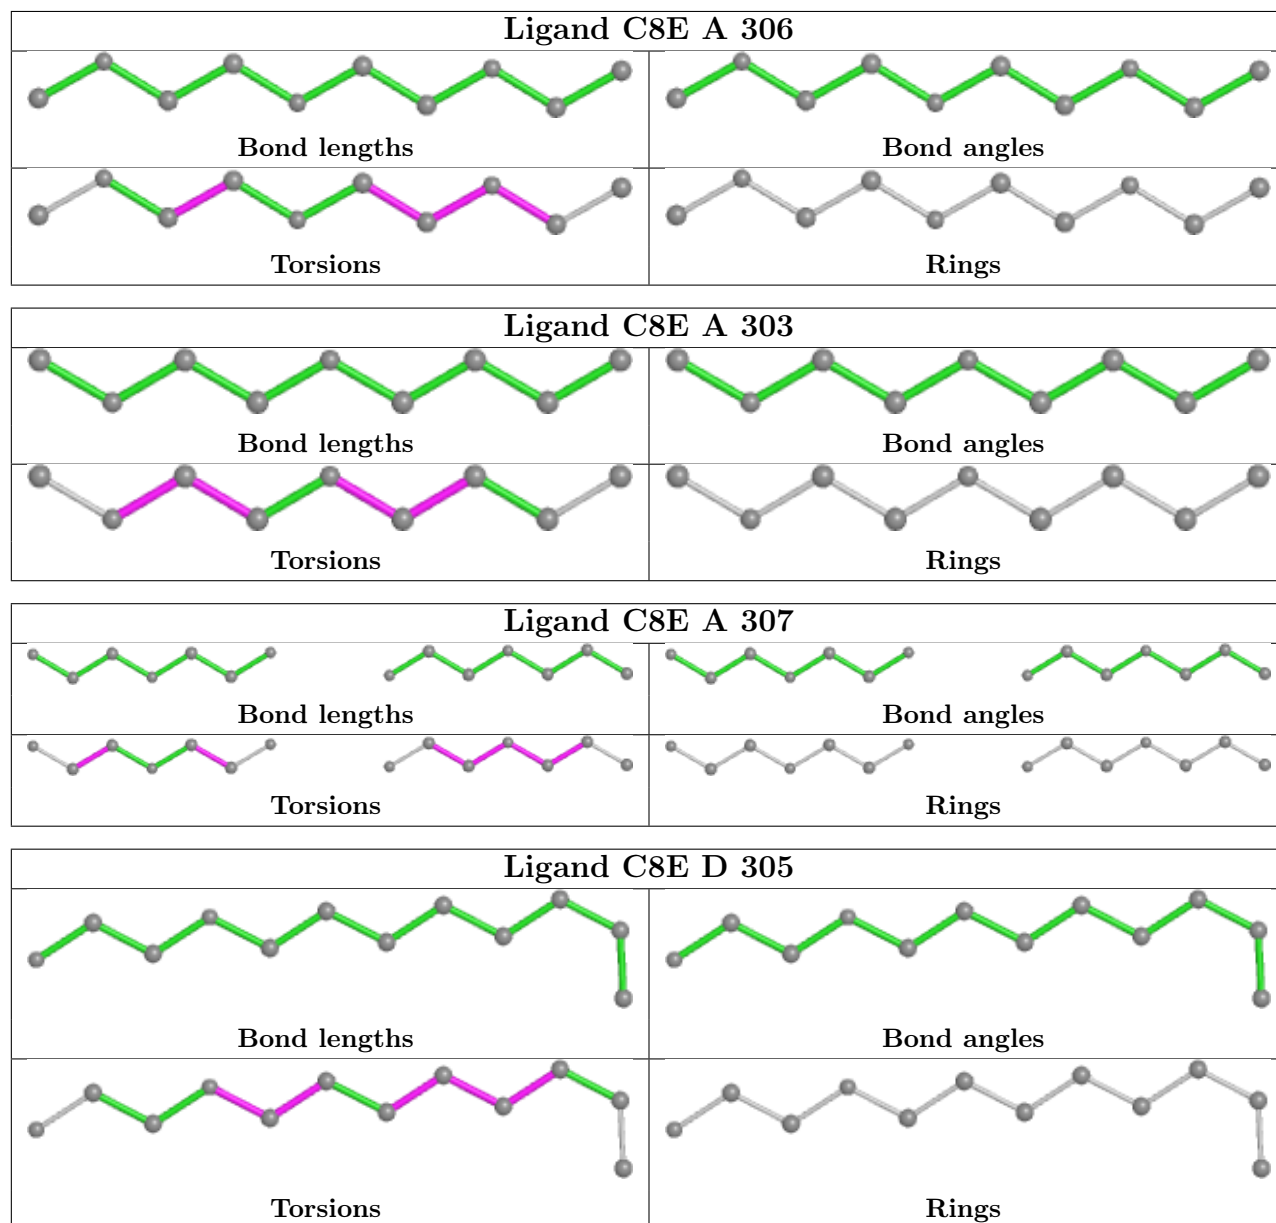 Ligand C8E A 306
Bond lengths Bond angles
Torsions Rings
Ligand C8E A 303
Bond lengths Bond angles
Torsions Rings
Ligand C8E A 307
Bond lengths Bond angles
Torsions Rings
Ligand C8E D 305
Bond lengths Bond angles
Torsions Rings